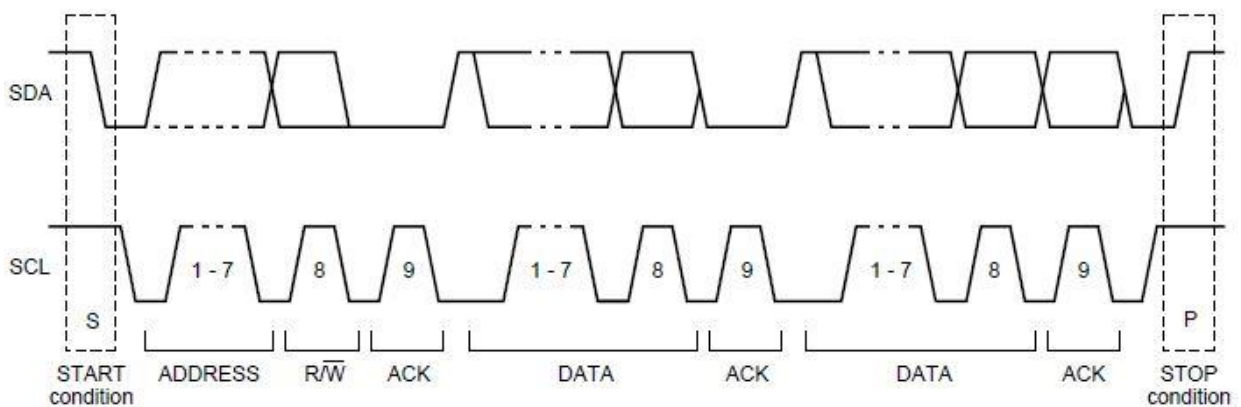 SDA
SCL
1 - 7
8
9
1 - 7
8
9
1 - 7
8
9
S
P
START
condition
ADDRESS
R/W̅
ACK
DATA
ACK
DATA
ACK
STOP
condition